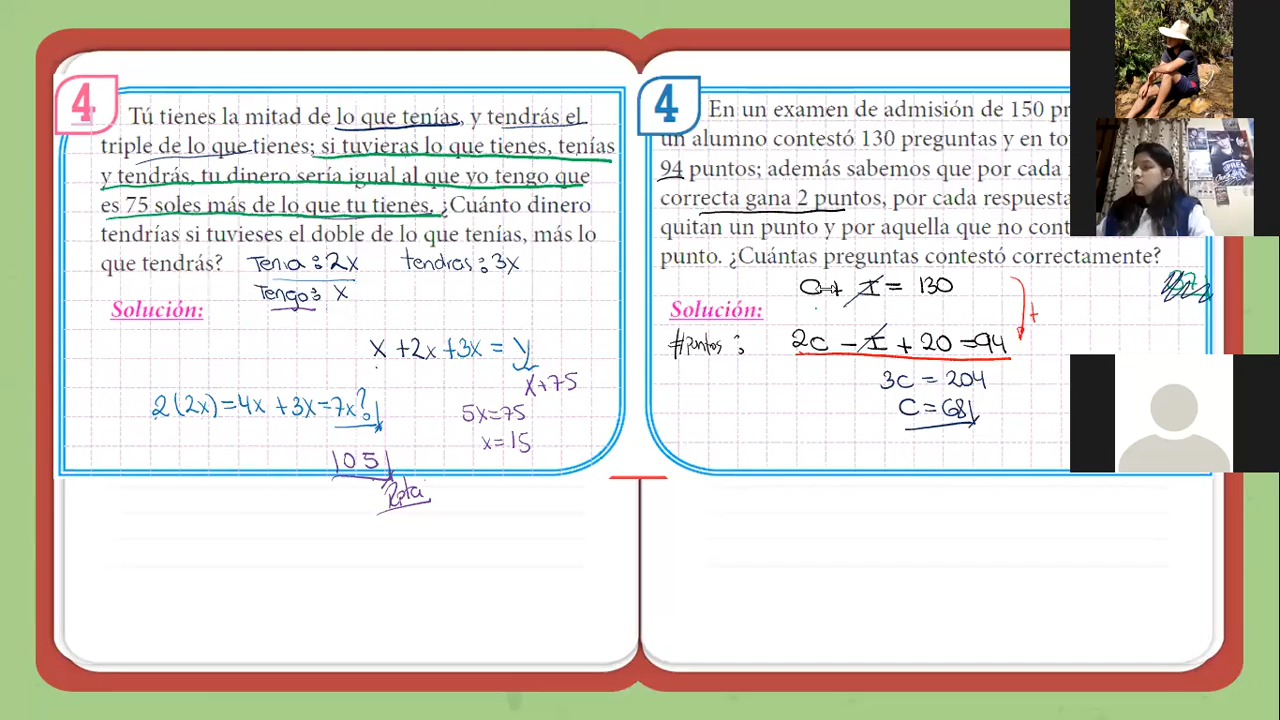 4
Tú tienes la mitad de lo que tenías, y tendrás el
triple de lo que tienes; si tuvieras lo que tienes, tenías
y tendrás, tu dinero sería igual al que yo tengo que
es 75 soles más de lo que tu tienes. ¿Cuánto dinero
tendrías si tuvieses el doble de lo que tenías, más lo
que tendrás?
Tenia : 2x tendras : 3x
Tengo : x
Solución:
x + 2x + 3x = y
x + 75
2(2x) = 4x + 3x = 7x?
5x = 75
x = 15
105
Rpta
4
En un examen de admisión de 150
un alumno contestó 130 preguntas y en
94 puntos; además sabemos que por cada
correcta gana 2 puntos, por cada
quitan un punto y por aquella que no
punto. ¿Cuántas preguntas contestó correctamente?
C + I = 130
Solución:
+
#puntos : 2C - I + 20 = 94
3C = 204
C = 68